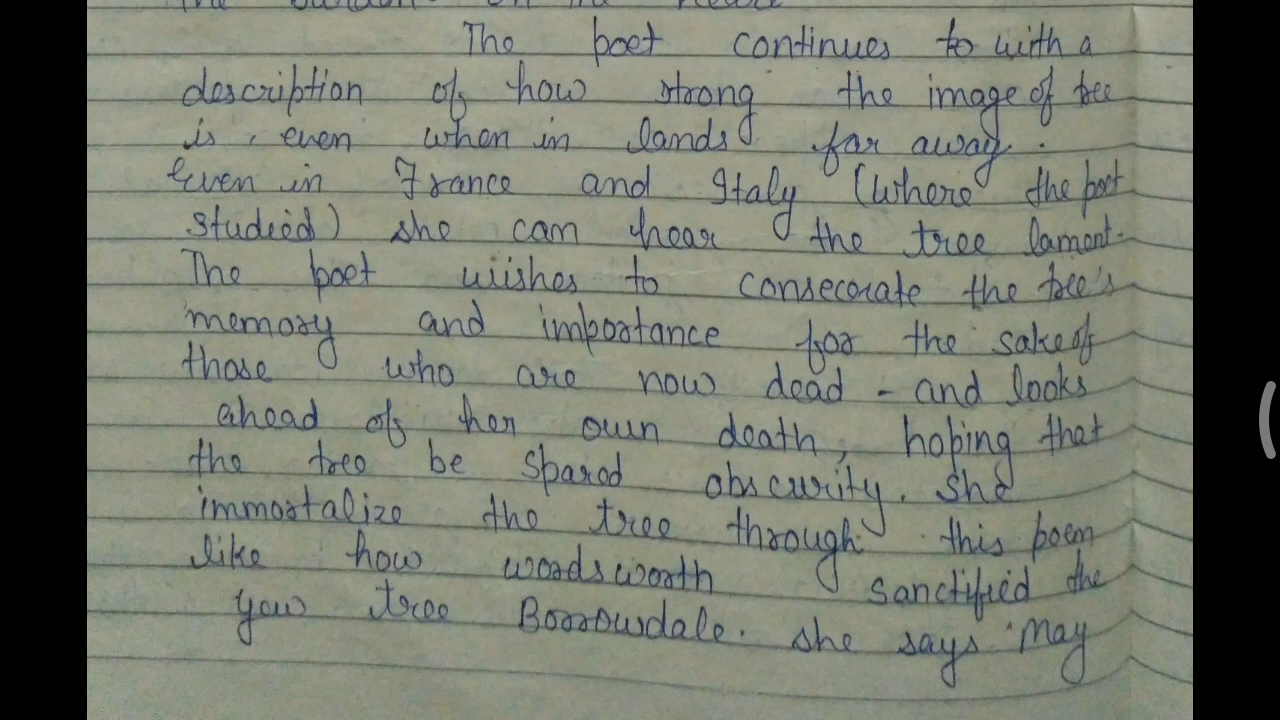 The poet continues to with a
description of how strong the image of tree
is, even when in lands far away.
Even in France and Italy (where the poet
studied) she can hear the tree lament.
The poet wishes to consecrate the tree's
memory and importance for the sake of
those who are now dead - and looks
ahead of her own death, hoping that
the tree be spared obscurity. She
immortalize the tree through this poem
like how wordsworth sanctified the
yew tree Borrowdale. she says "May